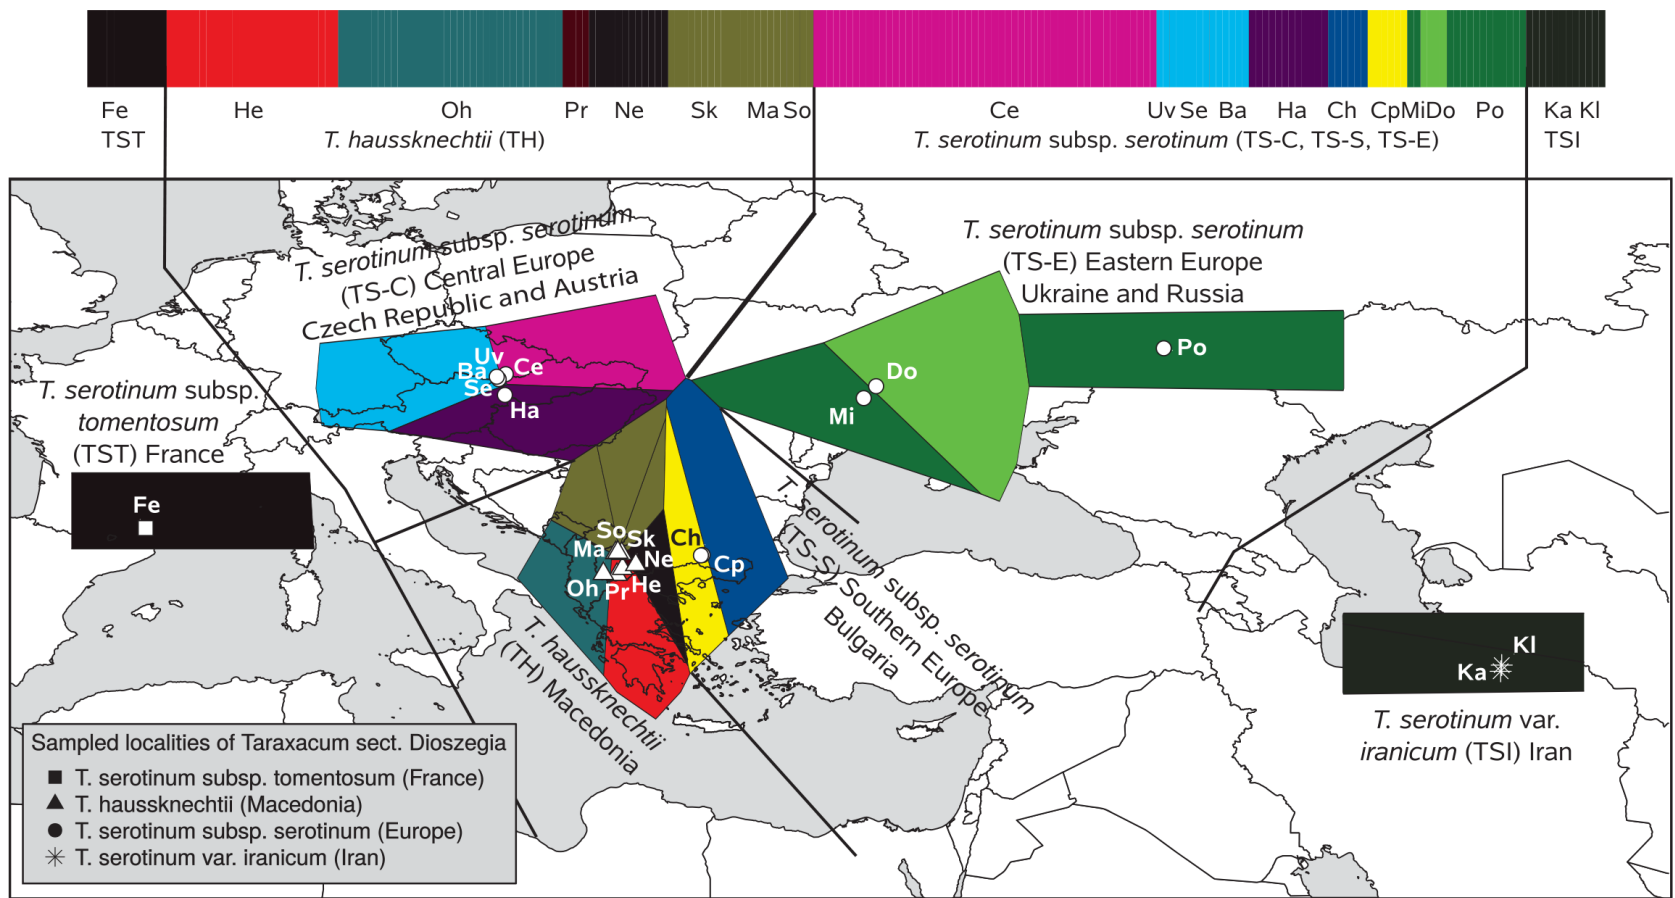 Fe He Oh Pr Ne Sk Ma So Ce Uv Se Ba Ha Ch Cp Mi Do Po Ka Kl
TST T. haussknechtii (TH) T. serotinum subsp. serotinum (TS-C, TS-S, TS-E) TSI
T. serotinum subsp. serotinum
(TS-C) Central Europe
Czech Republic and Austria
T. serotinum subsp. serotinum
(TS-E) Eastern Europe
Ukraine and Russia
Uv
Ba
Se
Ce
Ha
Do
Mi
Po
T. serotinum subsp.
tomentosum
(TST) France
Fe
So
Sk
Ma
Ne
Oh
Pr
He
Ch
Cp
T. serotinum subsp. serotinum
(TS-S) Southern Europe
Bulgaria
T. haussknechtii
(TH) Macedonia
Kl
Ka
T. serotinum var.
iranicum (TSI) Iran
Sampled localities of Taraxacum sect. Dioszegia
T. serotinum subsp. tomentosum (France)
T. haussknechtii (Macedonia)
T. serotinum subsp. serotinum (Europe)
T. serotinum var. iranicum (Iran)